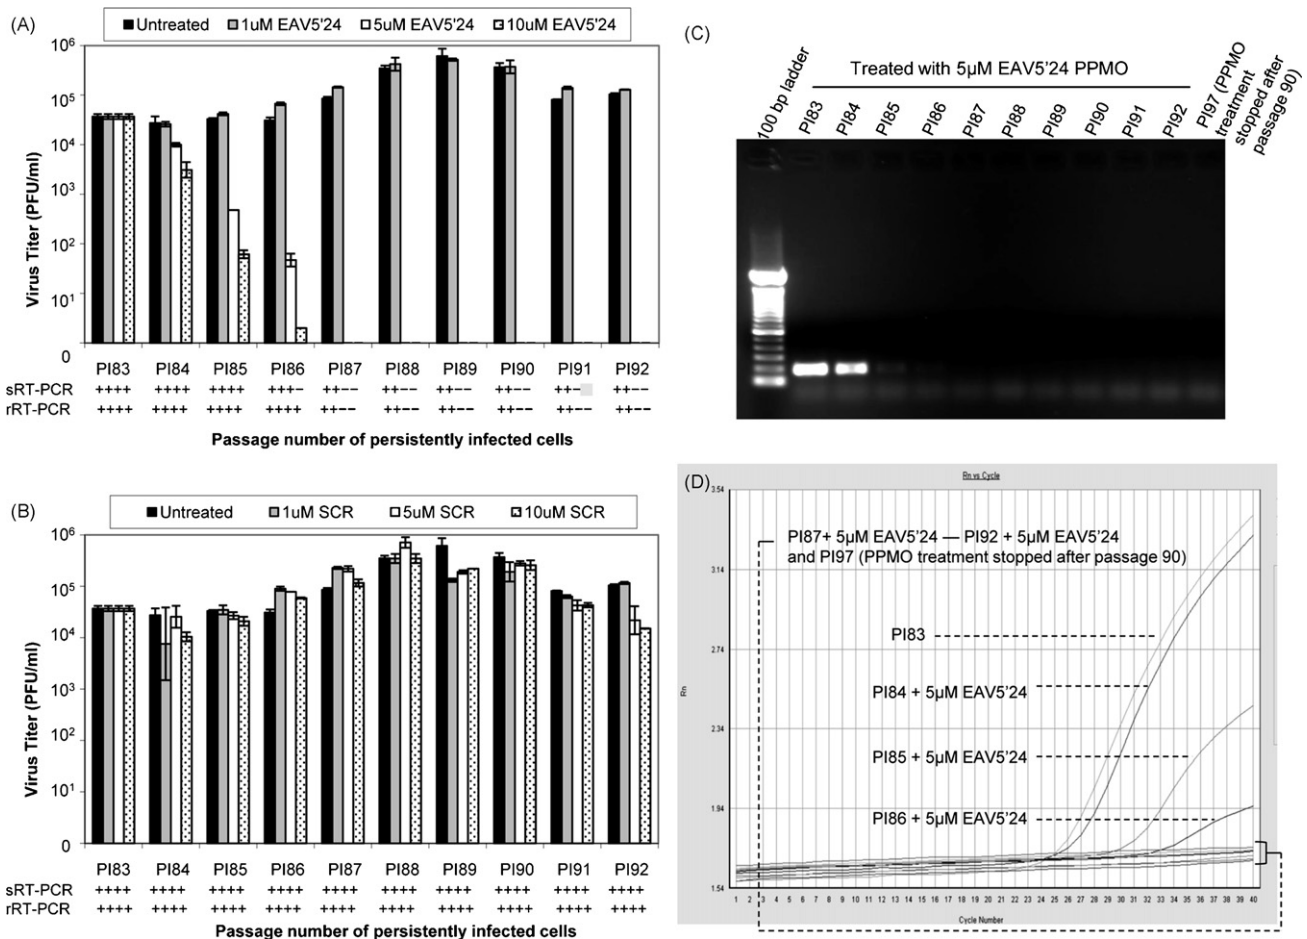 (A)
Untreated 1uM EAV5'24 5uM EAV5'24 10uM EAV5'24
Virus Titer (PFU/ml)
10⁶
10⁵
10⁴
10³
10²
10¹
0
PI83 PI84 PI85 PI86 PI87 PI88 PI89 PI90 PI91 PI92
sRT-PCR ++++ ++++ ++++ +++− ++−− ++−− ++−− ++−− ++− ++−−
rRT-PCR ++++ ++++ ++++ ++++ ++−− ++−− ++−− ++−− ++−− ++−−
Passage number of persistently infected cells
(B)
Untreated 1uM SCR 5uM SCR 10uM SCR
Virus Titer (PFU/ml)
10⁶
10⁵
10⁴
10³
10²
10¹
0
PI83 PI84 PI85 PI86 PI87 PI88 PI89 PI90 PI91 PI92
sRT-PCR ++++ ++++ ++++ ++++ ++++ ++++ ++++ ++++ ++++ ++++
rRT-PCR ++++ ++++ ++++ ++++ ++++ ++++ ++++ ++++ ++++ ++++
Passage number of persistently infected cells
(C)
Treated with 5µM EAV5'24 PPMO
100 bp ladder
PI83
PI84
PI85
PI86
PI87
PI88
PI89
PI90
PI91
PI92
PI97 (PPMO
treatment
stopped after
passage 90)
(D)
Rn vs Cycle
3.54
3.14
2.74
2.34
1.94
1.54
Rn
PI87+ 5µM EAV5'24 — PI92 + 5µM EAV5'24
and PI97 (PPMO treatment stopped after passage 90)
PI83
PI84 + 5µM EAV5'24
PI85 + 5µM EAV5'24
PI86 + 5µM EAV5'24
1 2 3 4 5 6 7 8 9 10 11 12 13 14 15 16 17 18 19 20 21 22 23 24 25 26 27 28 29 30 31 32 33 34 35 36 37 38 39 40
Cycle Number